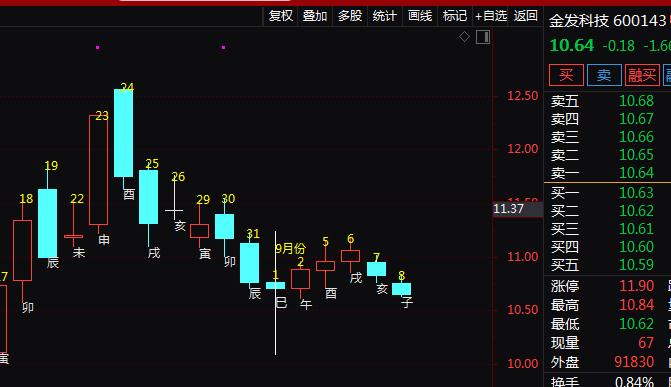 复权 叠加 多股 统计 画线 标记 +自选 返回
金发科技 600143
10.64 -0.18 -1.66
买 卖 融买
卖五 10.68
卖四 10.67
卖三 10.66
卖二 10.65
卖一 10.64
买一 10.63
买二 10.62
买三 10.61
买四 10.60
买五 10.59
涨停 11.90
最高 10.84
最低 10.62
现量 67
外盘 91830
换手 0.84%
12.50
12.00
11.37
11.00
10.50
10.00
17 寅
18 卯
19 辰
22 未
23 申
24 酉
25 戌
26 亥
29 寅
30 卯
31 辰
9月份
1 巳
2 午
5 酉
6 戌
7 亥
8 子